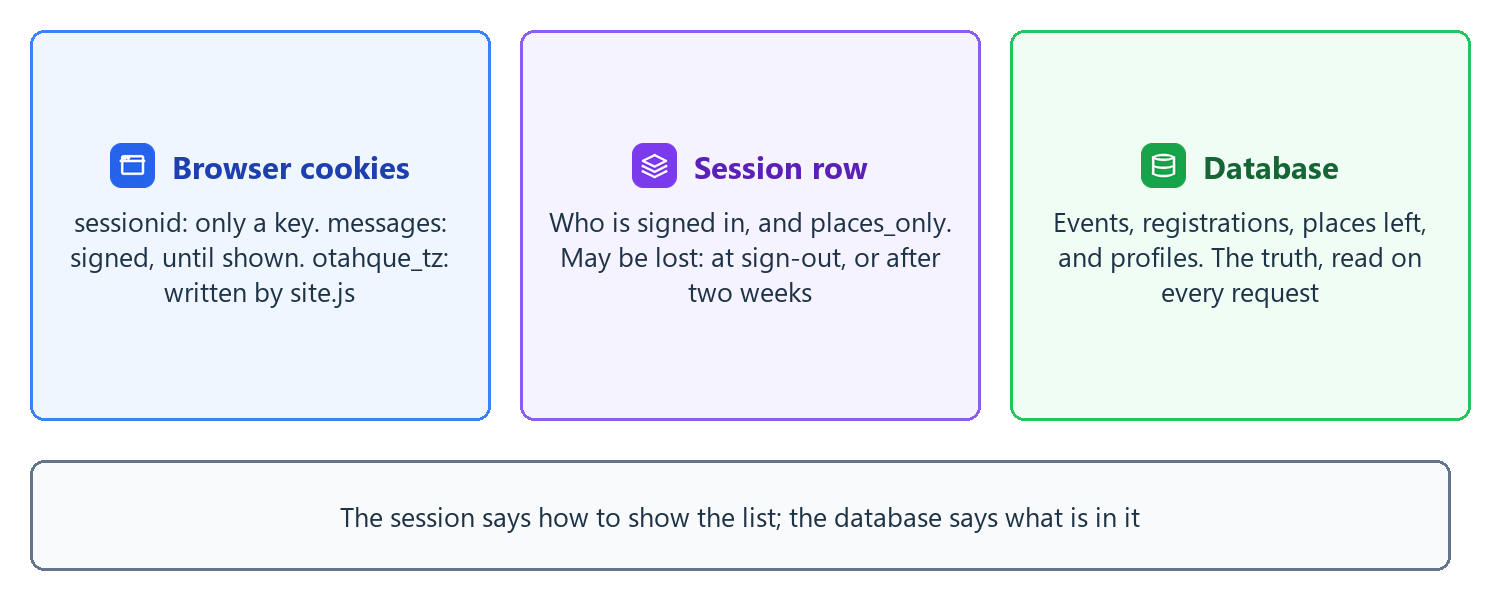 Browser cookies
sessionid: only a key. messages:
signed, until shown. otahque_tz:
written by site.js
Session row
Who is signed in, and places_only.
May be lost: at sign-out, or after
two weeks
Database
Events, registrations, places left,
and profiles. The truth, read on
every request
The session says how to show the list; the database says what is in it